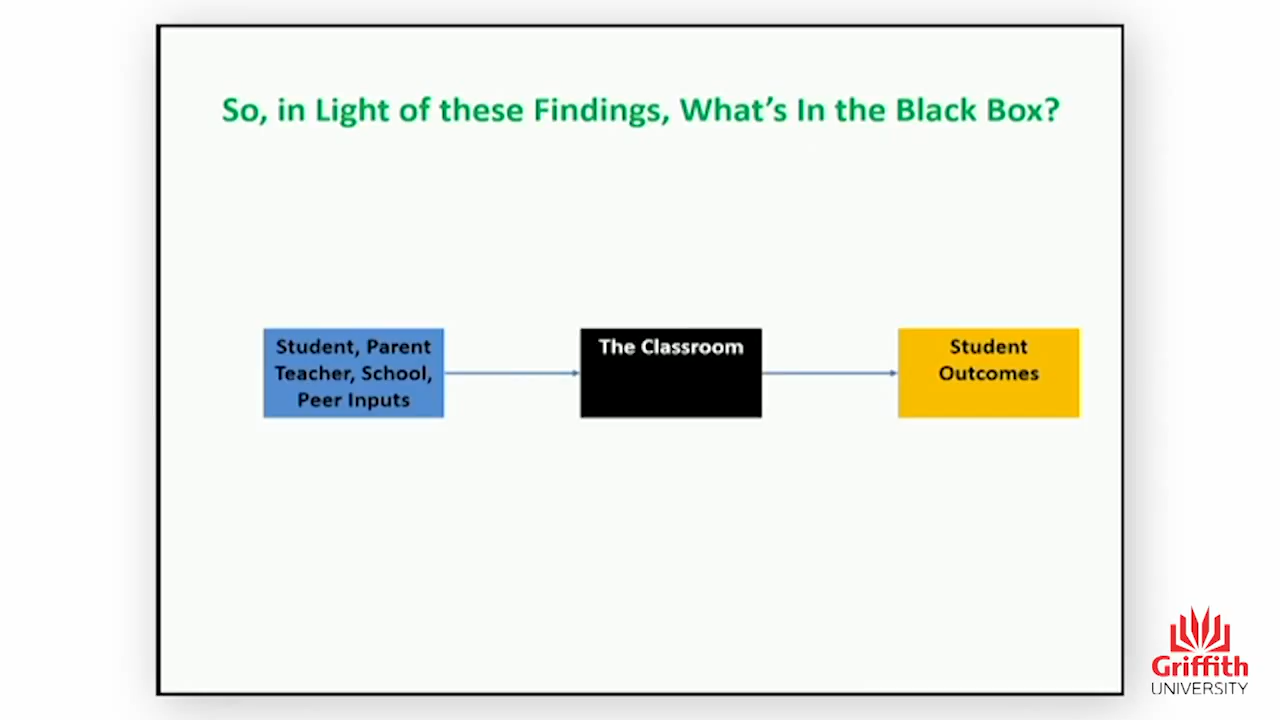 So, in Light of these Findings, What's In the Black Box?
Student, Parent
Teacher, School,
Peer Inputs
The Classroom
Student
Outcomes
Griffith
UNIVERSITY